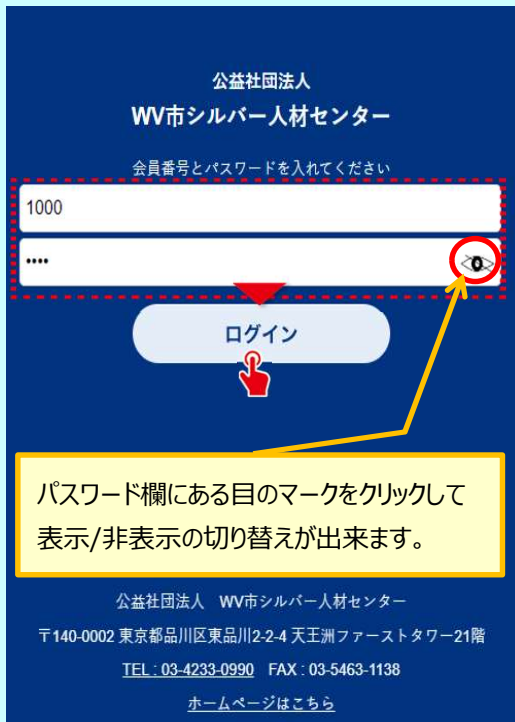 公益社団法人
WV市シルバー人材センター
会員番号とパスワードを入れてください
1000
••••
ログイン
パスワード欄にある目のマークをクリックして
表示/非表示の切り替えが出来ます。
公益社団法人　WV市シルバー人材センター
〒140-0002 東京都品川区東品川2-2-4 天王洲ファーストタワー21階
TEL : 03-4233-0990　FAX : 03-5463-1138
ホームページはこちら